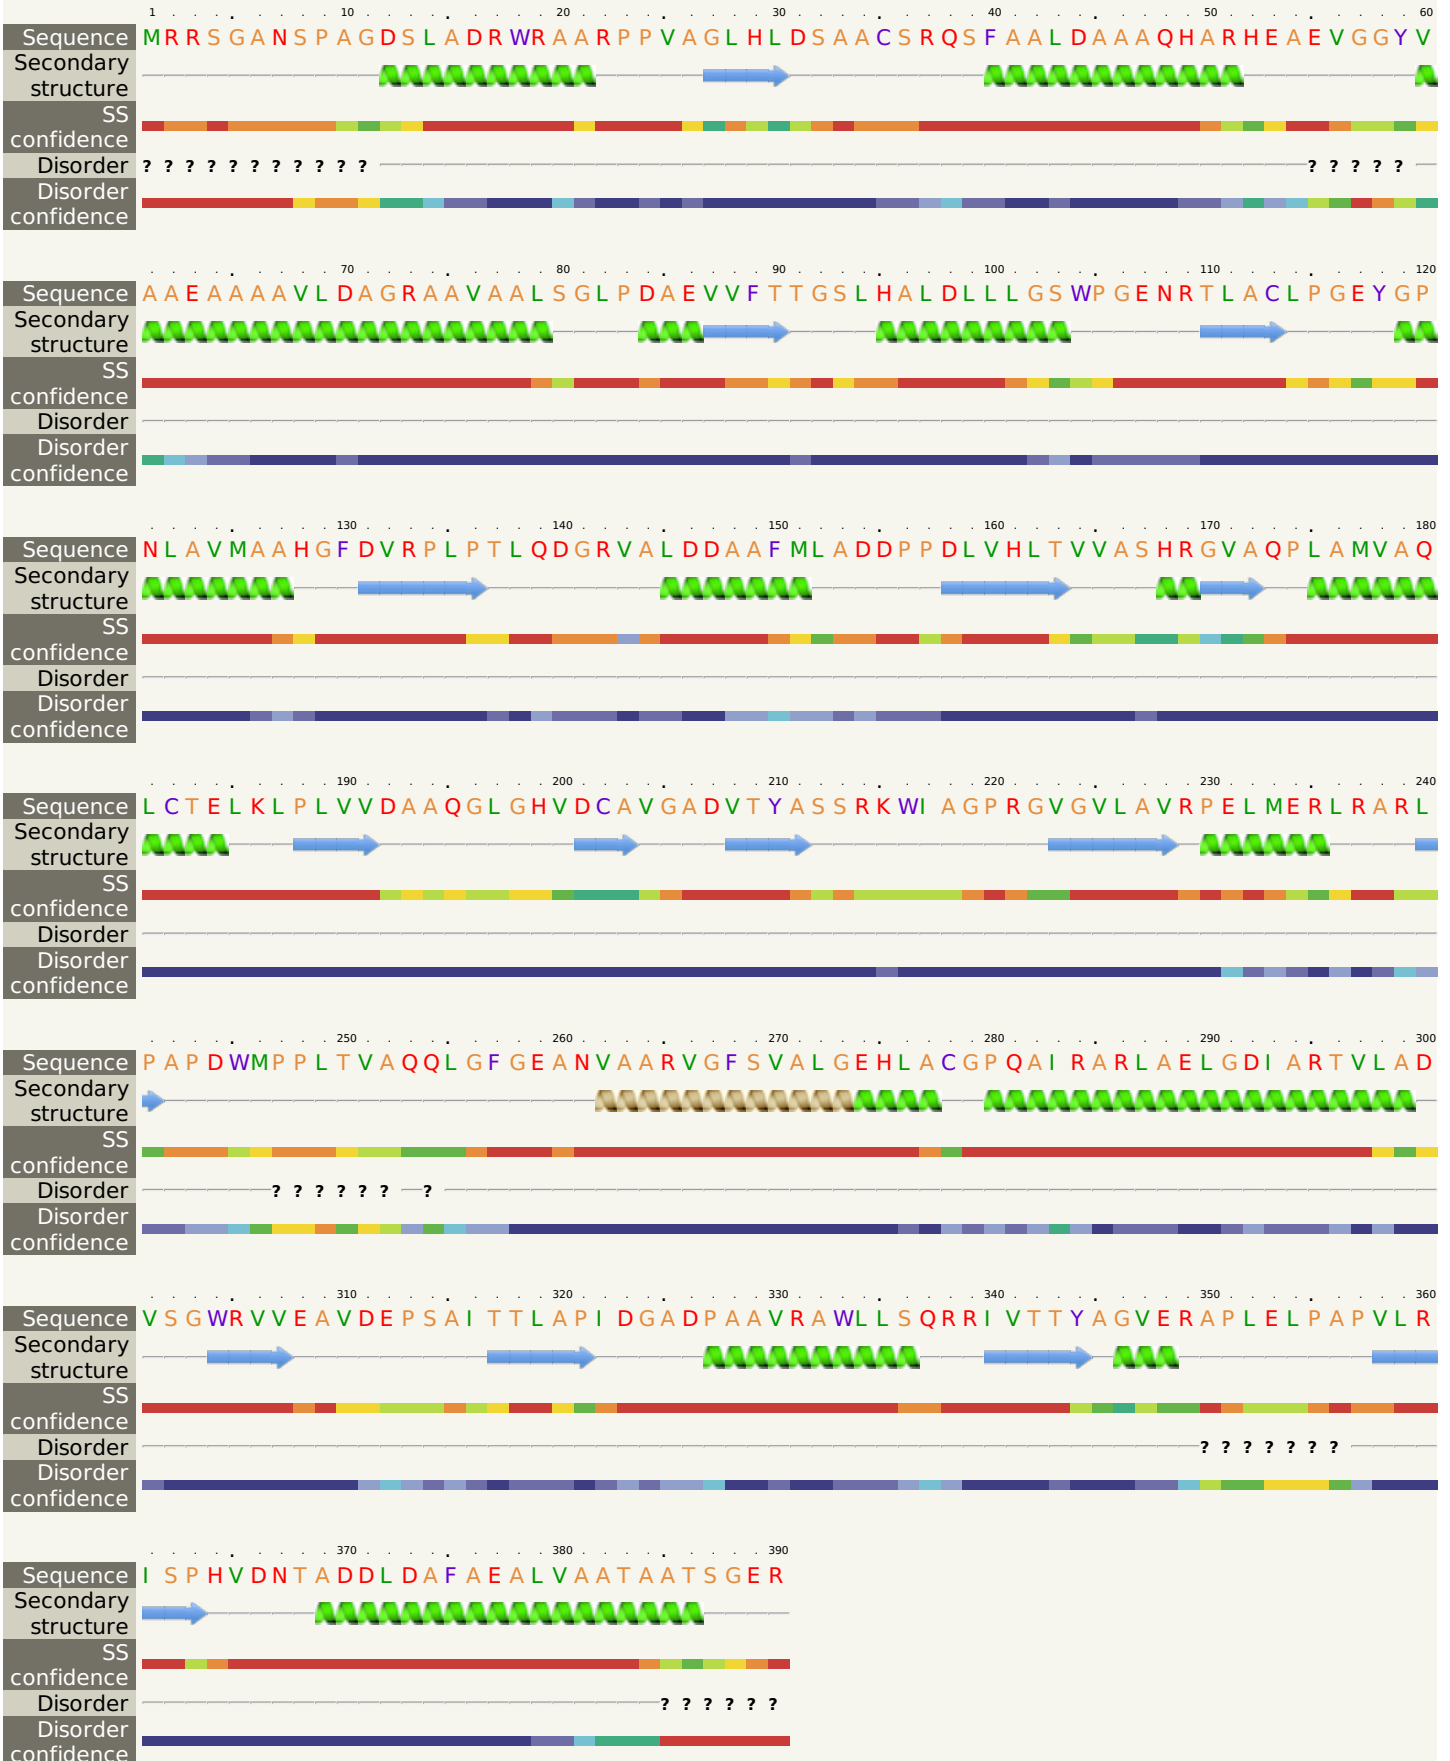 1 10 20 30 40 50 60
Sequence M R R S G A N S P A G D S L A D R W R A A R P P V A G L H L D S A A C S R Q S F A A L D A A A Q H A R H E A E V G G Y V
Secondary
structure
SS
confidence
Disorder ? ? ? ? ? ? ? ? ? ? ? ? ? ? ? ?
Disorder
confidence
70 80 90 100 110 120
Sequence A A E A A A A V L D A G R A A V A A L S G L P D A E V V F T T G S L H A L D L L L G S W P G E N R T L A C L P G E Y G P
Secondary
structure
SS
confidence
Disorder
Disorder
confidence
130 140 150 160 170 180
Sequence N L A V M A A H G F D V R P L P T L Q D G R V A L D D A A F M L A D D P P D L V H L T V V A S H R G V A Q P L A M V A Q
Secondary
structure
SS
confidence
Disorder
Disorder
confidence
190 200 210 220 230 240
Sequence L C T E L K L P L V V D A A Q G L G H V D C A V G A D V T Y A S S R K W I A G P R G V G V L A V R P E L M E R L R A R L
Secondary
structure
SS
confidence
Disorder
Disorder
confidence
250 260 270 280 290 300
Sequence P A P D W M P P L T V A Q Q L G F G E A N V A A R V G F S V A L G E H L A C G P Q A I R A R L A E L G D I A R T V L A D
Secondary
structure
SS
confidence
Disorder ? ? ? ? ? ? ?
Disorder
confidence
310 320 330 340 350 360
Sequence V S G W R V V E A V D E P S A I T T L A P I D G A D P A A V R A W L L S Q R R I V T T Y A G V E R A P L E L P A P V L R
Secondary
structure
SS
confidence
Disorder ? ? ? ? ? ? ?
Disorder
confidence
370 380 390
Sequence I S P H V D N T A D D L D A F A E A L V A A T A A T S G E R
Secondary
structure
SS
confidence
Disorder ? ? ? ? ? ?
Disorder
confidence